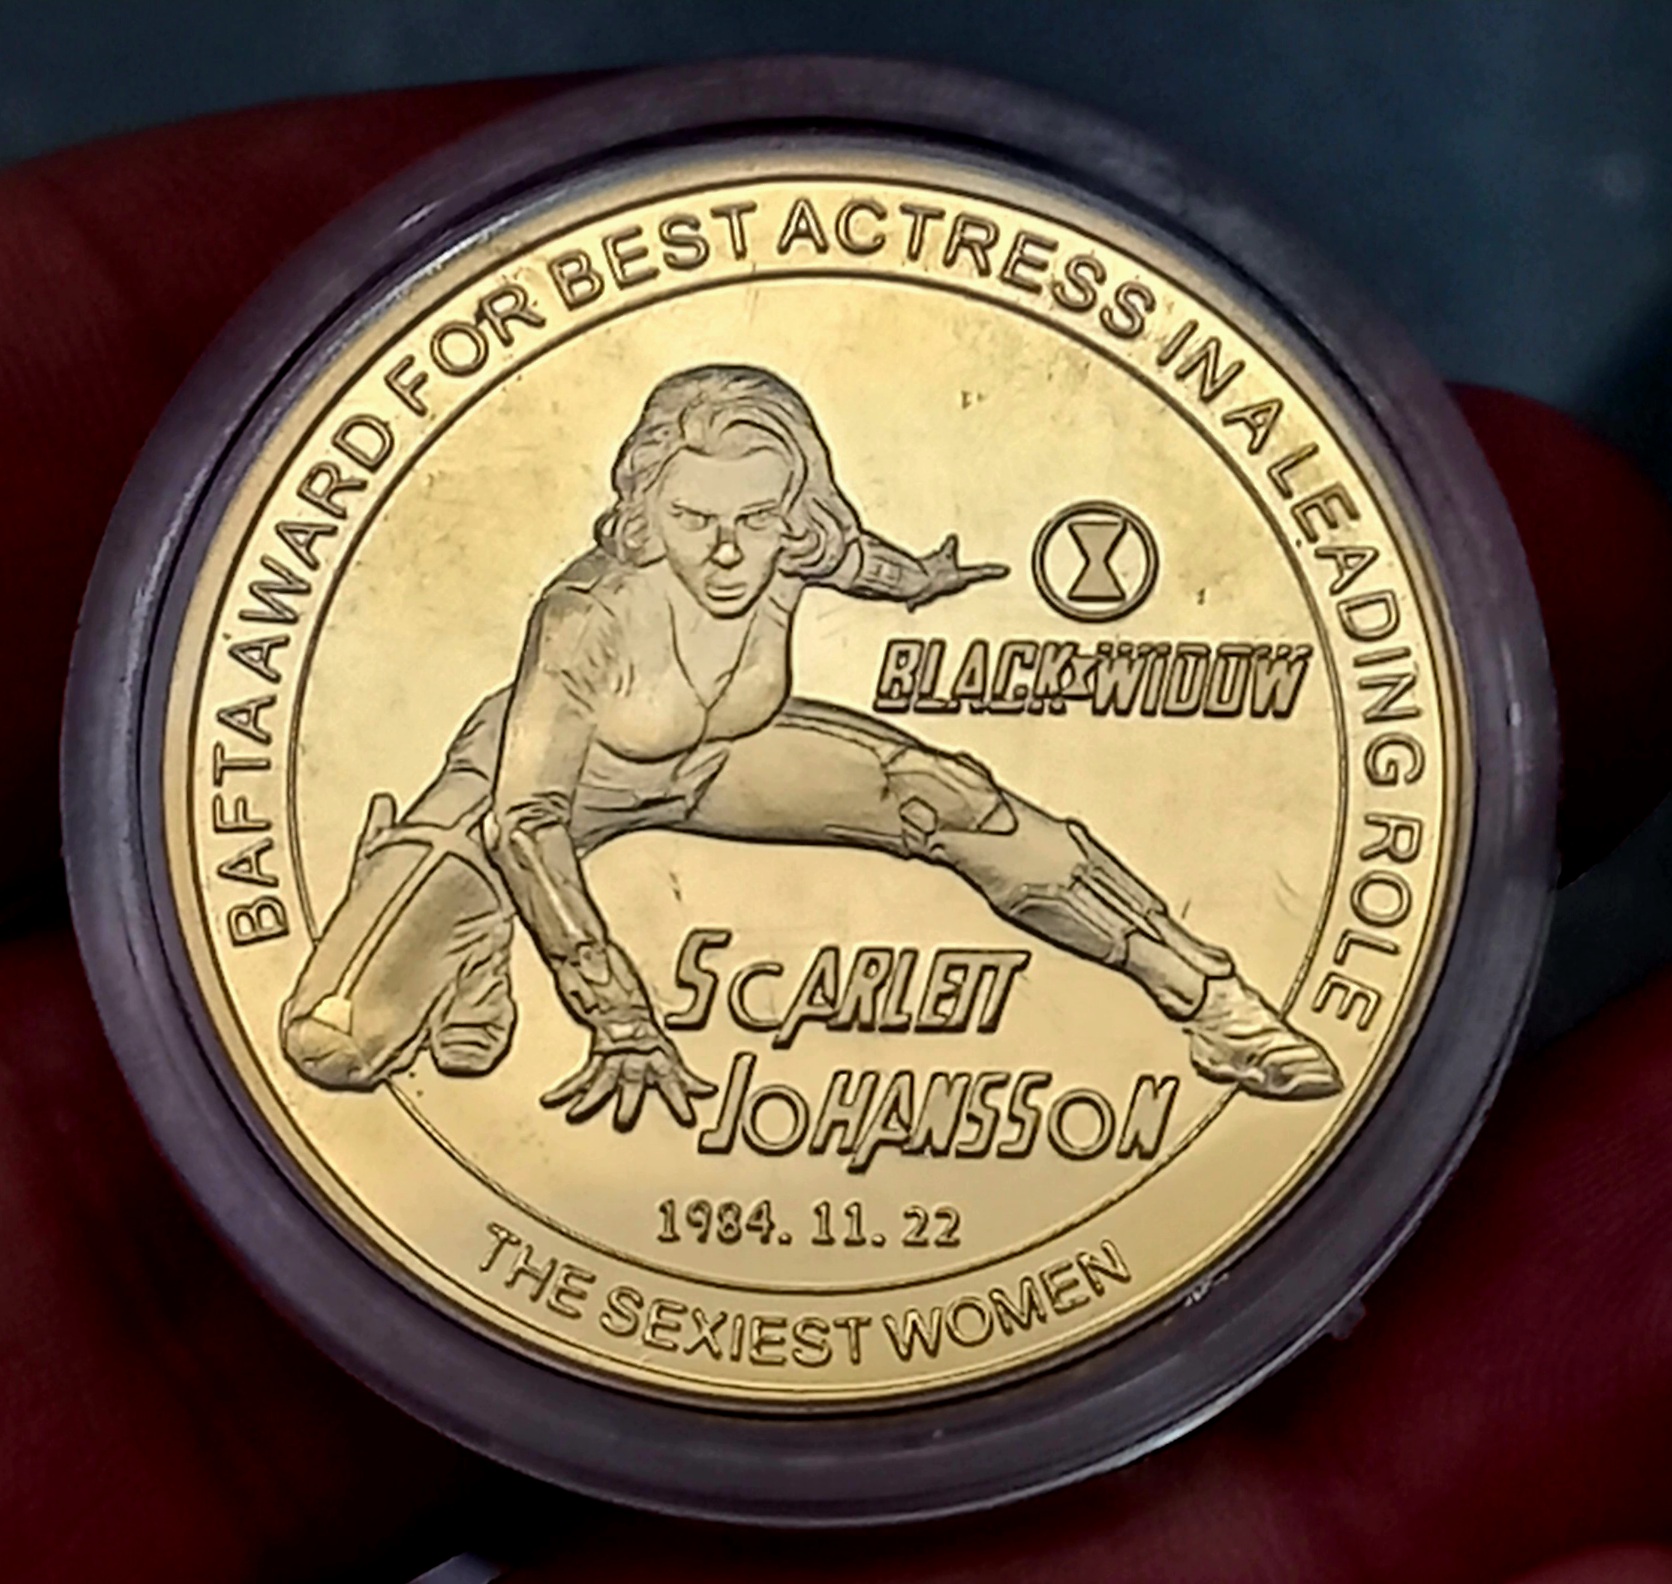 BAFTA AWARD FOR BEST ACTRESS IN A LEADING ROLE
BLACK WIDOW
SCARLETT
JOHANSSON
1984.11.22
THE SEXIEST WOMEN